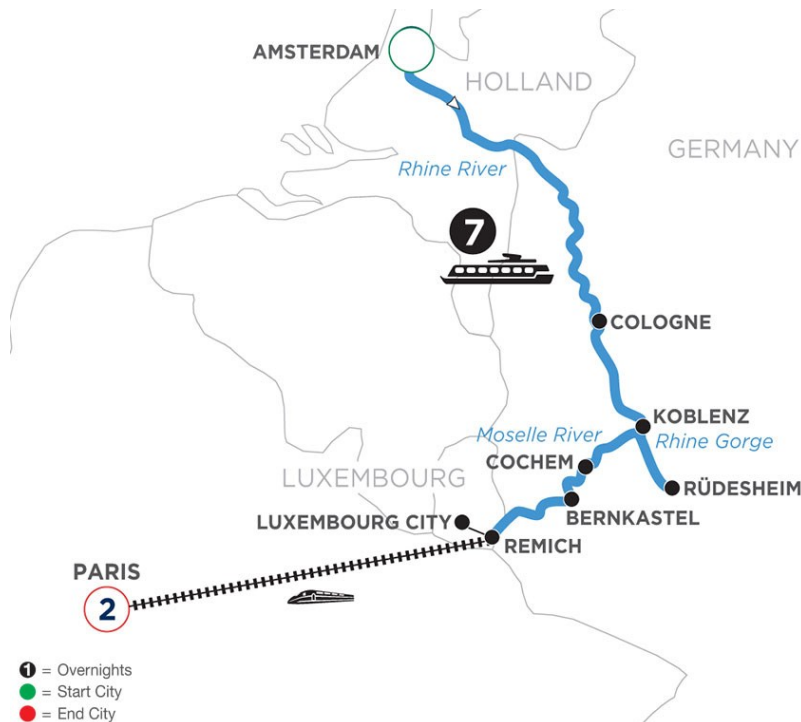 AMSTERDAM
HOLLAND
GERMANY
Rhine River
7
COLOGNE
KOBLENZ
Moselle River
Rhine Gorge
COCHEM
LUXEMBOURG
RÜDESHEIM
BERNKASTEL
LUXEMBOURG CITY
REMICH
PARIS
2
1 = Overnights
= Start City
= End City